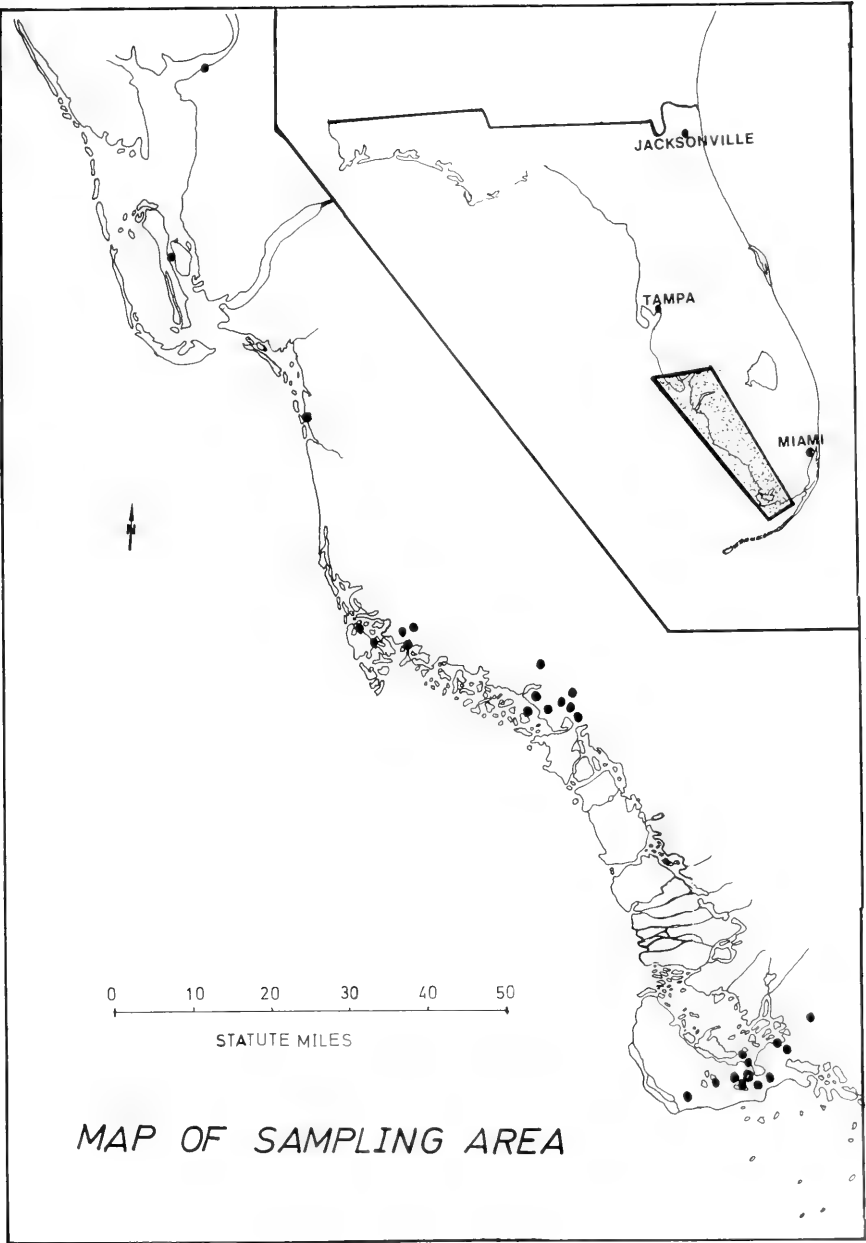 JACKSONVILLE
TAMPA
MIAMI
N
0 10 20 30 40 50
STATUTE MILES
MAP OF SAMPLING AREA